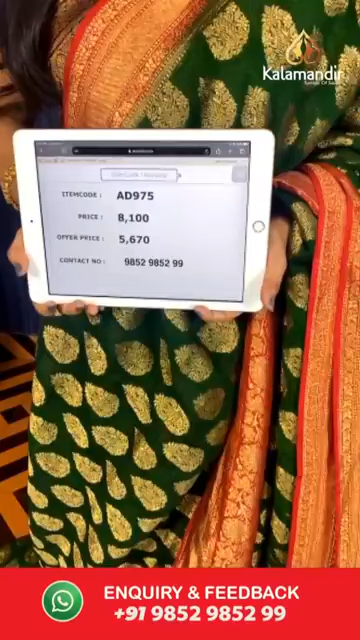 Kalamandir
ITEMCODE : AD975
PRICE : 8,100
OFFER PRICE : 5,670
CONTACT NO : 9852 9852 99
ENQUIRY & FEEDBACK
+91 9852 9852 99